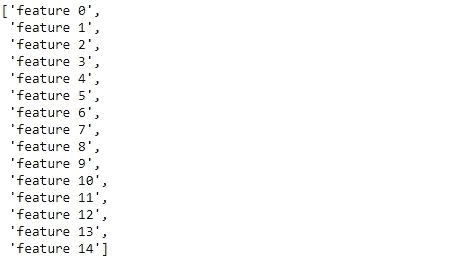 ['feature 0',
 'feature 1',
 'feature 2',
 'feature 3',
 'feature 4',
 'feature 5',
 'feature 6',
 'feature 7',
 'feature 8',
 'feature 9',
 'feature 10',
 'feature 11',
 'feature 12',
 'feature 13',
 'feature 14']